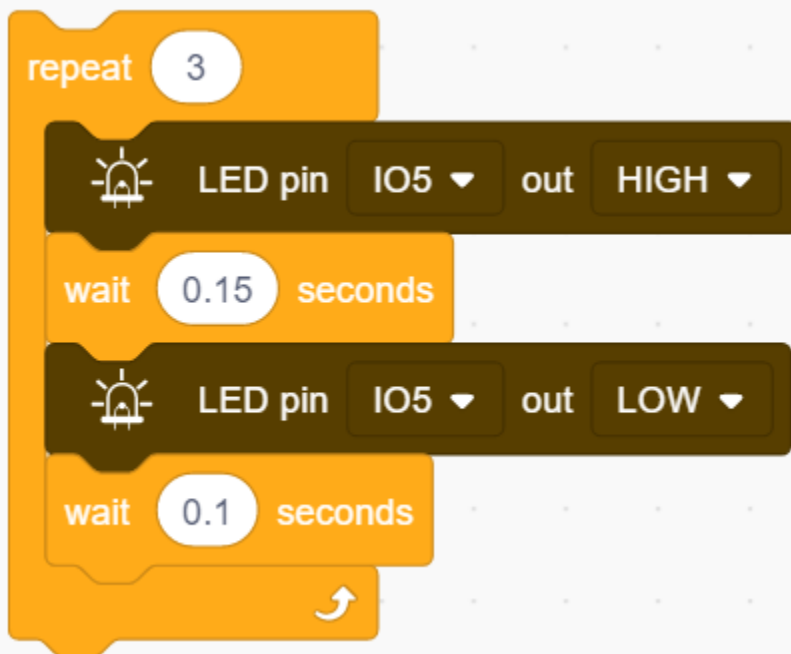 repeat 3
LED pin IO5 out HIGH
wait 0.15 seconds
LED pin IO5 out LOW
wait 0.1 seconds